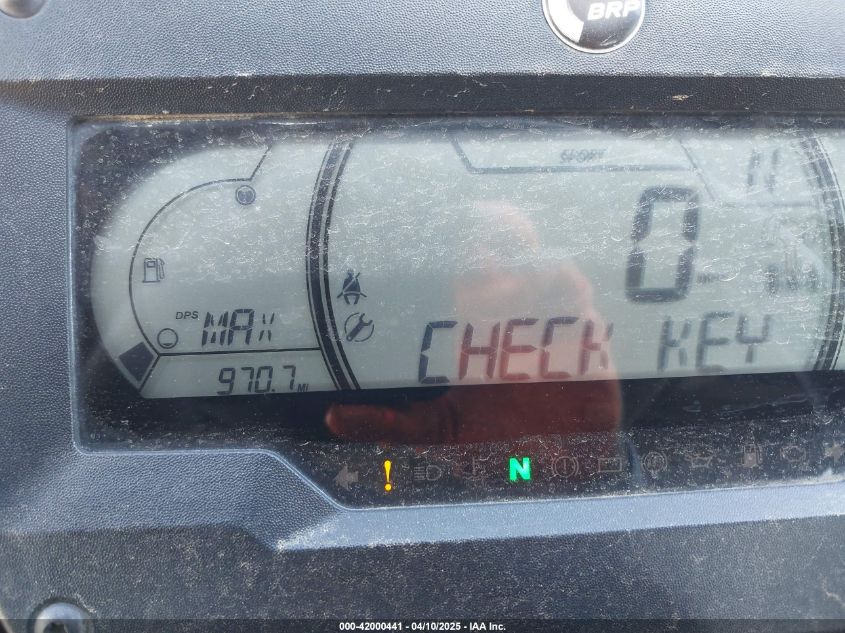 BRP
SPORT
0
DPS MAX
CHECK KEY
970.7 MI
N
000-42000441 - 04/10/2025 - IAA Inc.